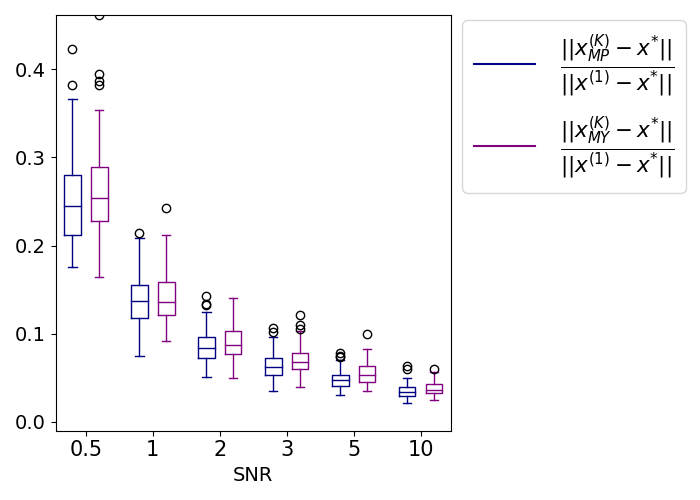 0.4
0.3
0.2
0.1
0.0
0.5 1 2 3 5 10
SNR
||x_{MP}^{(K)} − x^*||
||x^{(1)} − x^*||
||x_{MY}^{(K)} − x^*||
||x^{(1)} − x^*||